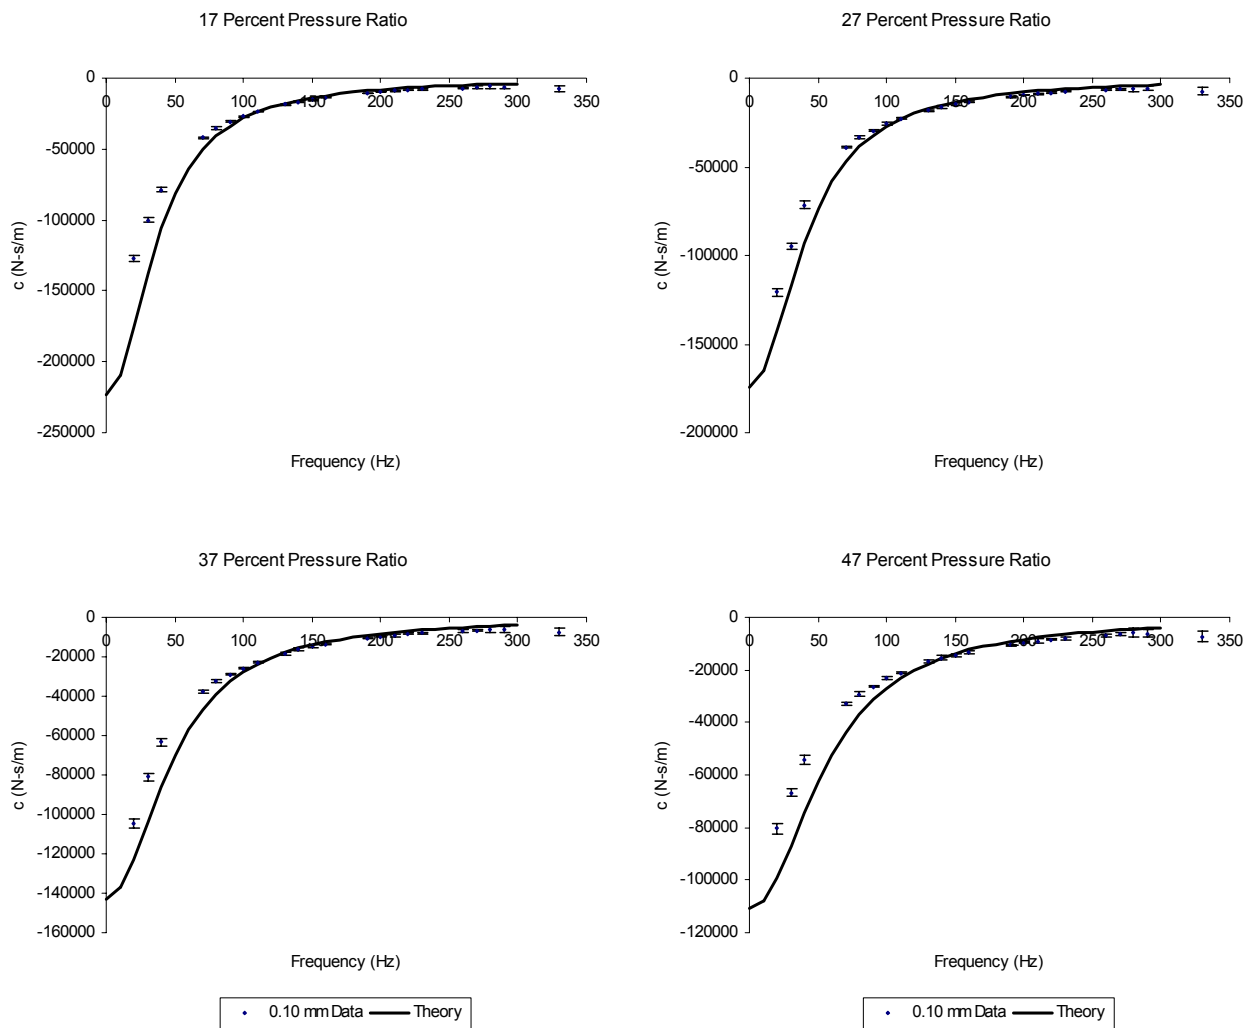 17 Percent Pressure Ratio
0
0 50 100 150 200 250 300 350
-50000
-100000
-150000
-200000
-250000
c (N-s/m)
Frequency (Hz)
27 Percent Pressure Ratio
0
0 50 100 150 200 250 300 350
-50000
-100000
-150000
-200000
c (N-s/m)
Frequency (Hz)
37 Percent Pressure Ratio
0
0 50 100 150 200 250 300 350
-20000
-40000
-60000
-80000
-100000
-120000
-140000
-160000
c (N-s/m)
Frequency (Hz)
47 Percent Pressure Ratio
0
0 50 100 150 200 250 300 350
-20000
-40000
-60000
-80000
-100000
-120000
c (N-s/m)
Frequency (Hz)
0.10 mm Data Theory
0.10 mm Data Theory